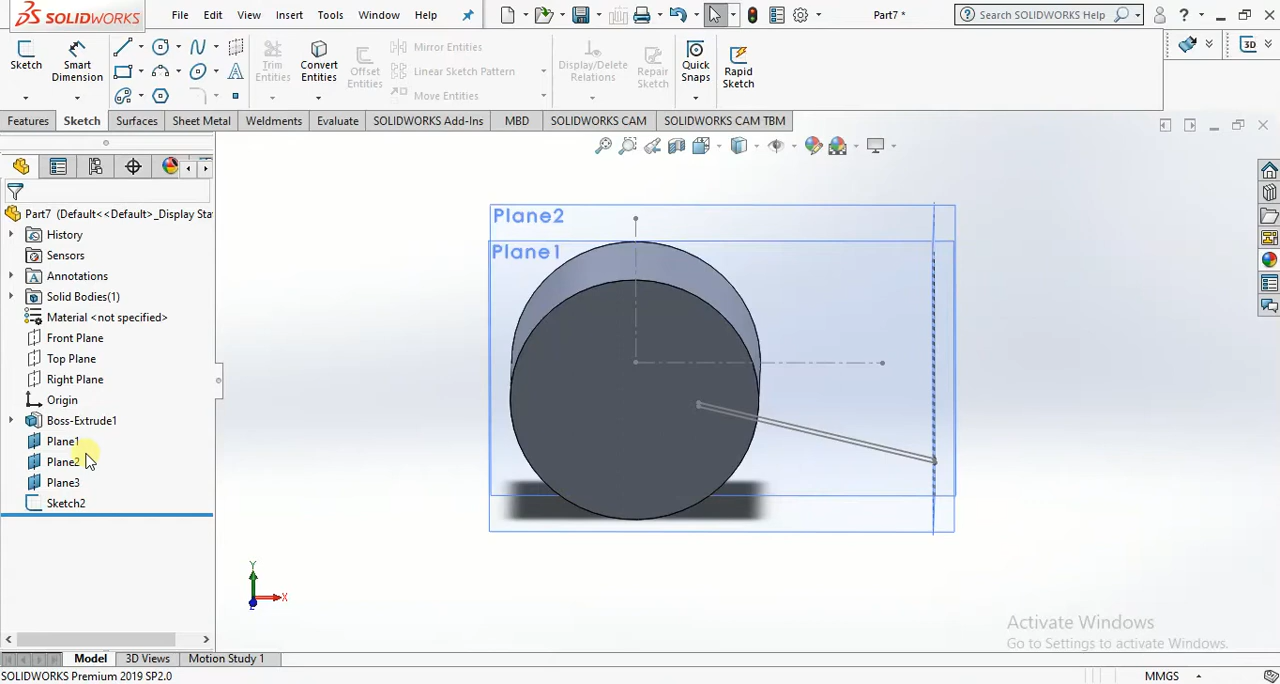 SOLIDWORKS
File Edit View Insert Tools Window Help
Part7 *
Search SOLIDWORKS Help
Sketch
Smart Dimension
Trim Entities
Convert Entities
Offset Entities
Mirror Entities
Linear Sketch Pattern
Move Entities
Display/Delete Relations
Repair Sketch
Quick Snaps
Rapid Sketch
3D
Features Sketch Surfaces Sheet Metal Weldments Evaluate SOLIDWORKS Add-Ins MBD SOLIDWORKS CAM SOLIDWORKS CAM TBM
Part7 (Default<<Default>_Display Sta
History
Sensors
Annotations
Solid Bodies(1)
Material <not specified>
Front Plane
Top Plane
Right Plane
Origin
Boss-Extrude1
Plane1
Plane2
Plane3
Sketch2
Plane2
Plane1
Y
X
Z
Activate Windows
Go to Settings to activate Windows.
Model 3D Views Motion Study 1
SOLIDWORKS Premium 2019 SP2.0
MMGS